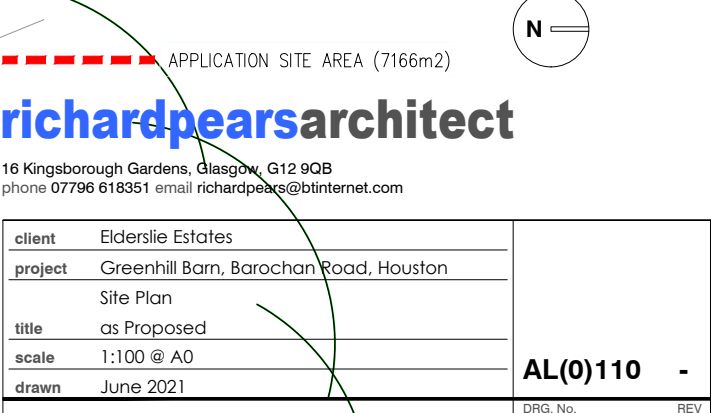 N
APPLICATION SITE AREA (7166m2)
richardpearsarchitect
16 Kingsborough Gardens, Glasgow, G12 9QB
phone 07796 618351 email richardpears@btinternet.com
client Elderslie Estates
project Greenhill Barn, Barochan Road, Houston
Site Plan
title as Proposed
scale 1:100 @ A0
drawn June 2021
AL(0)110 -
DRG. No. REV